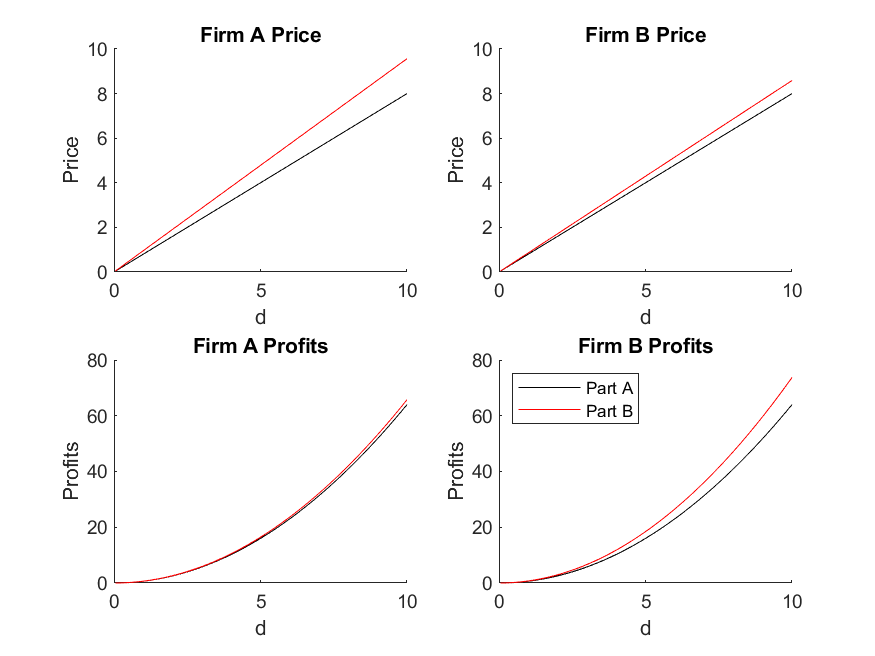 Firm A Price
Price
10
8
6
4
2
0
0 5 10
d
Firm B Price
Price
10
8
6
4
2
0
0 5 10
d
Firm A Profits
Profits
80
60
40
20
0
0 5 10
d
Firm B Profits
Profits
80
60
40
20
0
Part A
Part B
0 5 10
d